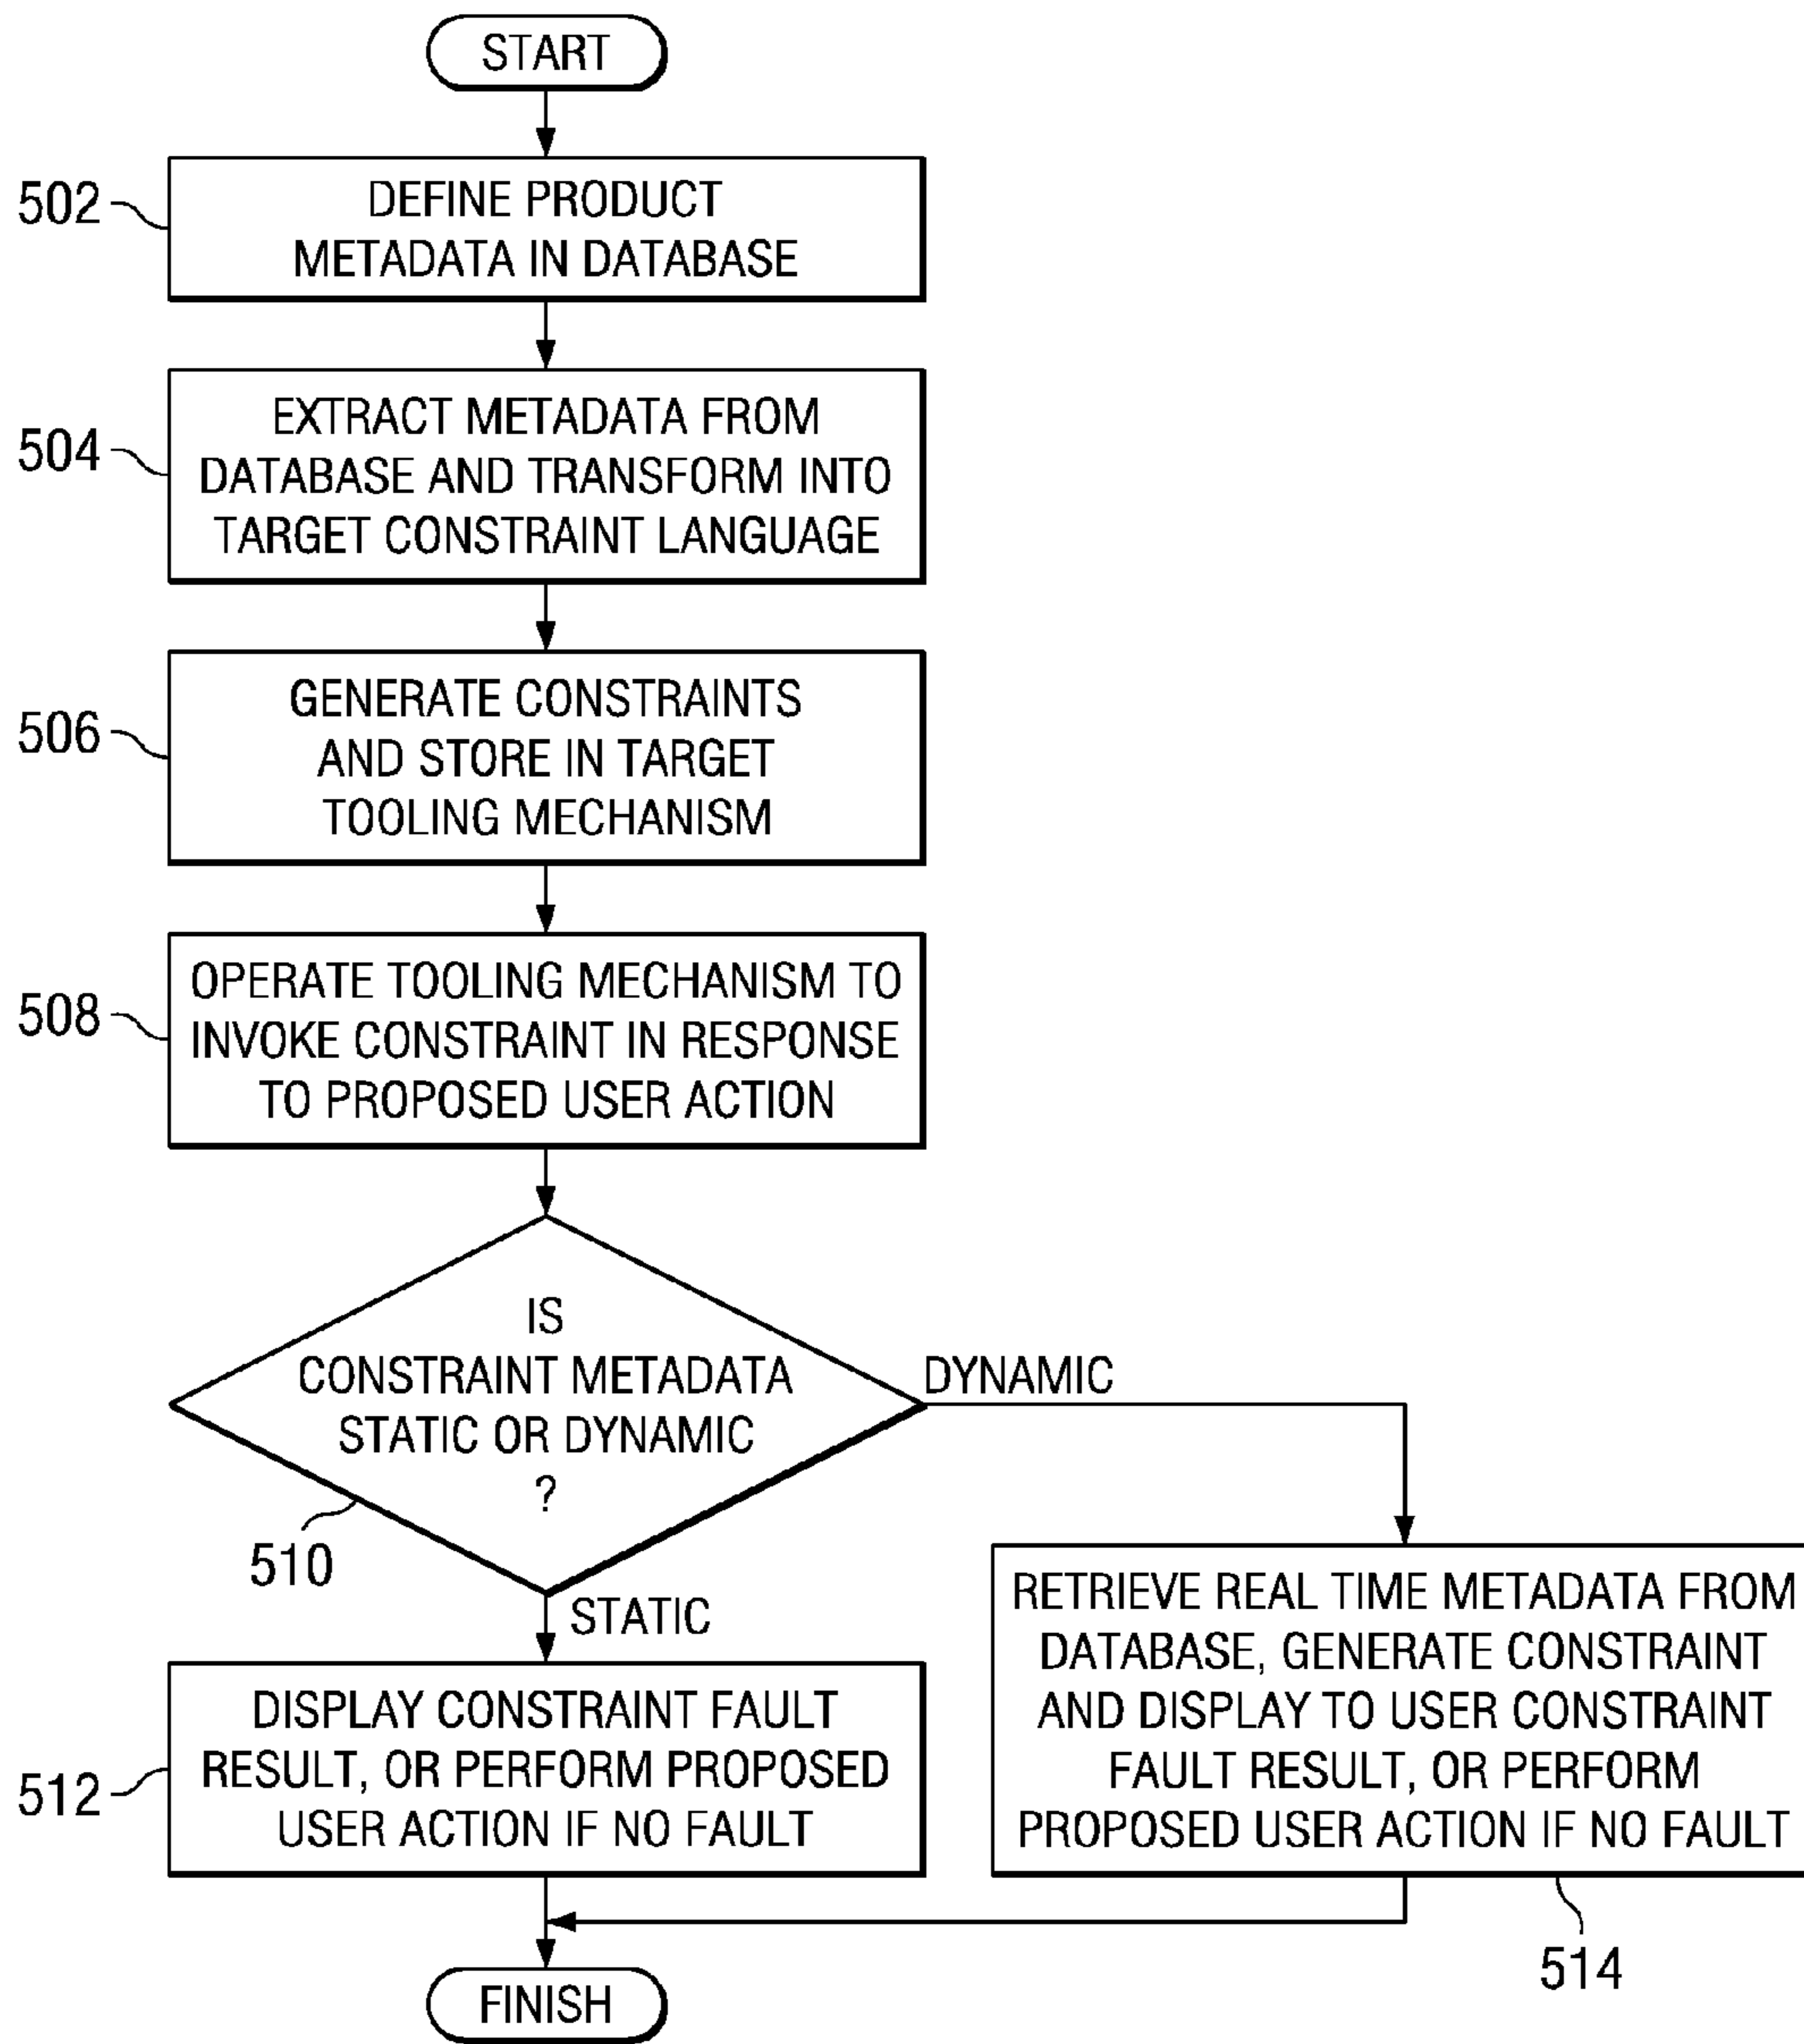 START
502
DEFINE PRODUCT
METADATA IN DATABASE
504
EXTRACT METADATA FROM
DATABASE AND TRANSFORM INTO
TARGET CONSTRAINT LANGUAGE
506
GENERATE CONSTRAINTS
AND STORE IN TARGET
TOOLING MECHANISM
508
OPERATE TOOLING MECHANISM TO
INVOKE CONSTRAINT IN RESPONSE
TO PROPOSED USER ACTION
IS
CONSTRAINT METADATA
STATIC OR DYNAMIC
?
510
DYNAMIC
STATIC
512
DISPLAY CONSTRAINT FAULT
RESULT, OR PERFORM PROPOSED
USER ACTION IF NO FAULT
RETRIEVE REAL TIME METADATA FROM
DATABASE, GENERATE CONSTRAINT
AND DISPLAY TO USER CONSTRAINT
FAULT RESULT, OR PERFORM
PROPOSED USER ACTION IF NO FAULT
514
FINISH